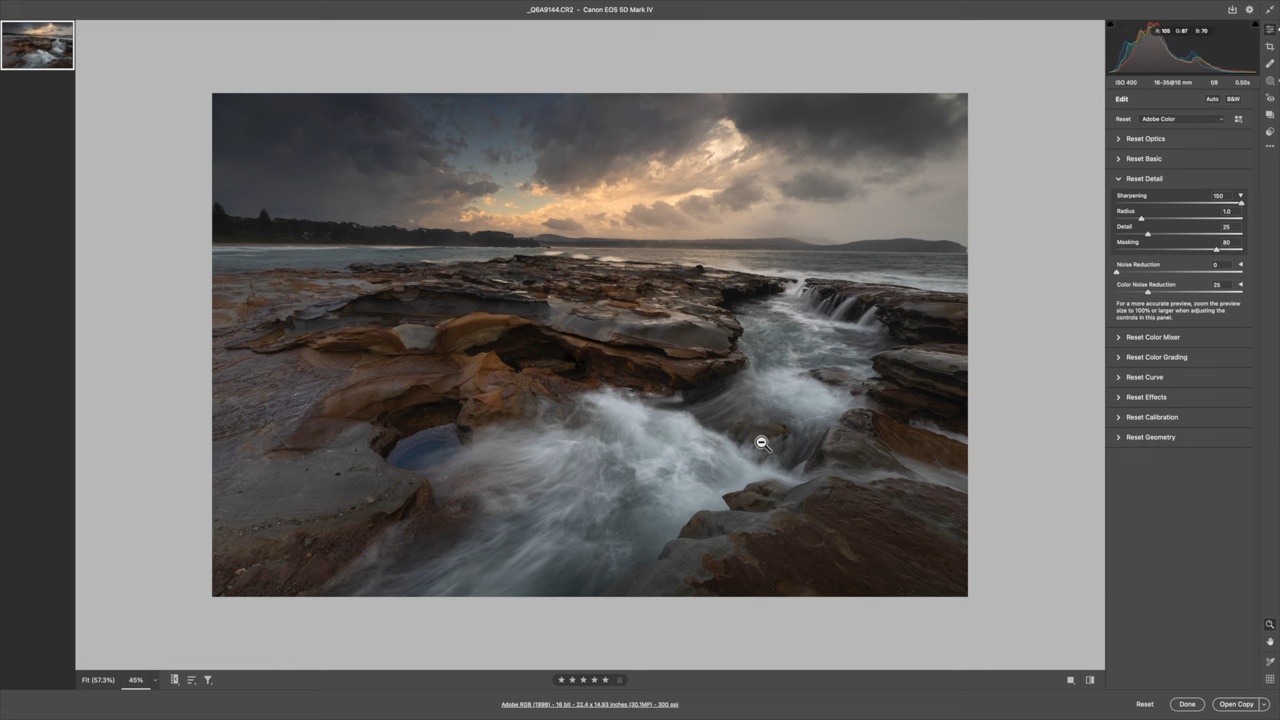 _Q6A9144.CR2 - Canon EOS 5D Mark IV
R: 105 G: 87 B: 70
ISO 400 16-35@16 mm f/8 0.50s
Edit Auto B&W
Reset Adobe Color
Reset Optics
Reset Basic
Reset Detail
Sharpening 150
Radius 1.0
Detail 25
Masking 80
Noise Reduction 0
Color Noise Reduction 25
For a more accurate preview, zoom the preview
size to 100% or larger when adjusting the
controls in this panel.
Reset Color Mixer
Reset Color Grading
Reset Curve
Reset Effects
Reset Calibration
Reset Geometry
Fit (57.3%) 45%
Adobe RGB (1998) - 16 bit - 22.4 x 14.93 inches (30.1MP) - 300 ppi
Reset Done Open Copy